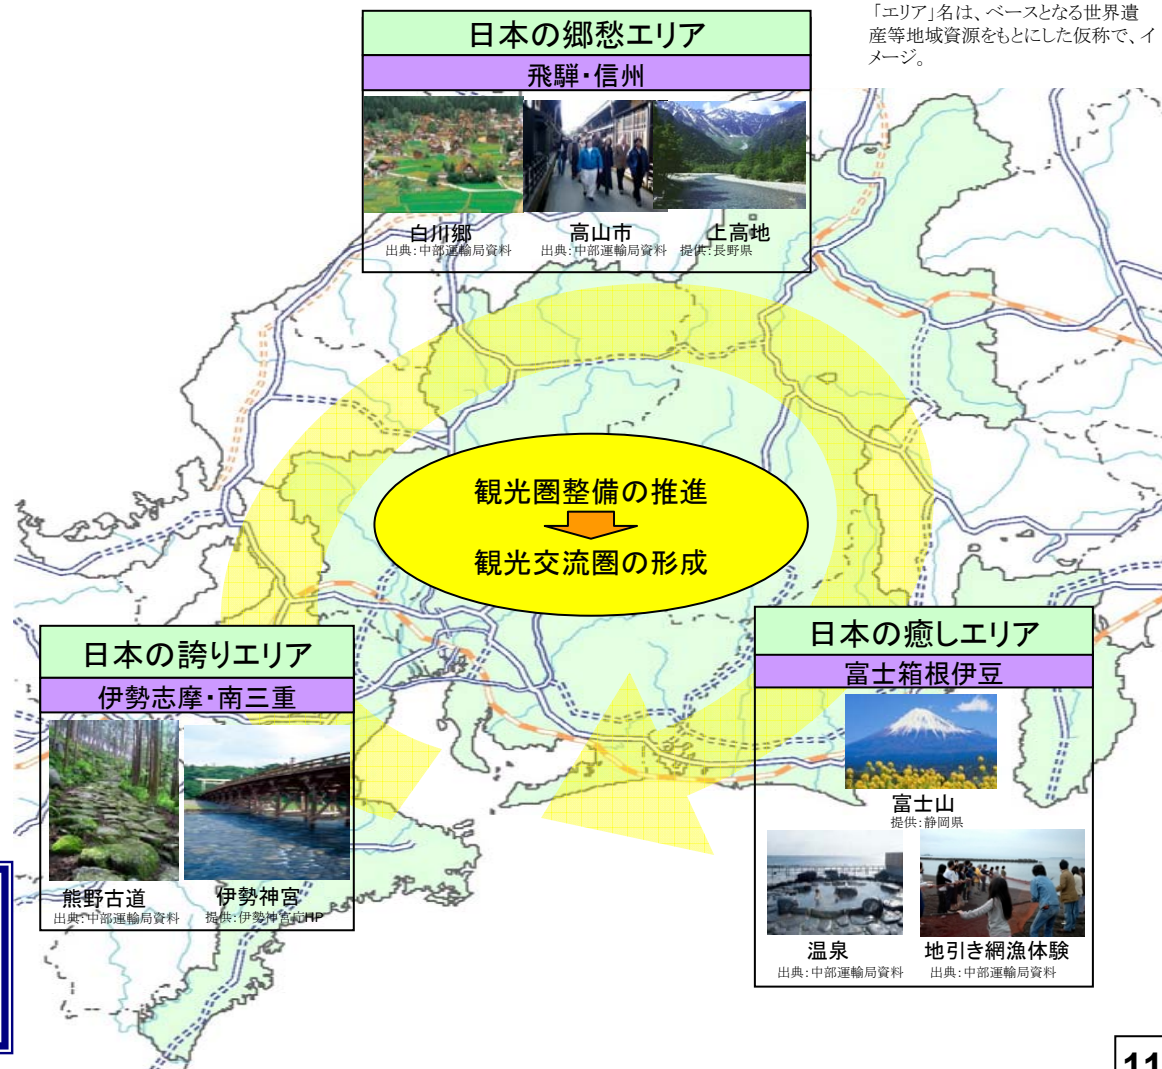 「エリア」名は、ベースとなる世界遺
産等地域資源をもとにした仮称で、イ
メージ。
日本の郷愁エリア
飛騨・信州
白川郷
出典：中部運輸局資料
高山市
出典：中部運輸局資料
上高地
提供：長野県
観光圏整備の推進
観光交流圏の形成
日本の誇りエリア
伊勢志摩・南三重
熊野古道
出典：中部運輸局資料
伊勢神宮
提供：伊勢神宮庁HP
日本の癒しエリア
富士箱根伊豆
富士山
提供：静岡県
温泉
出典：中部運輸局資料
地引き網漁体験
出典：中部運輸局資料
11